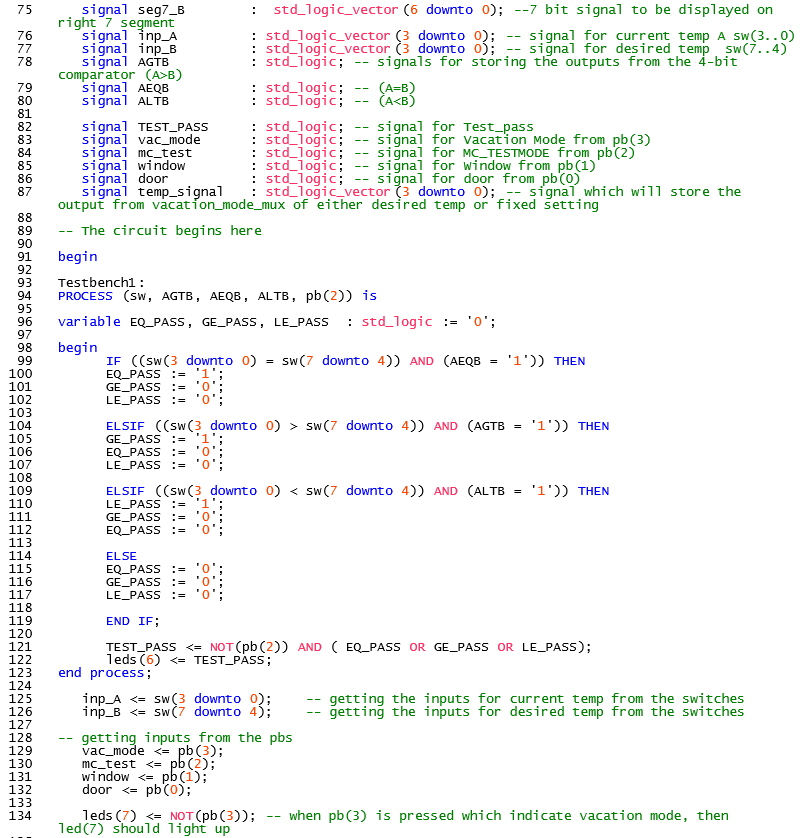 75 signal seg7_B : std_logic_vector(6 downto 0); --7 bit signal to be displayed on
right 7 segment
76 signal inp_A : std_logic_vector(3 downto 0); -- signal for current temp A sw(3..0)
77 signal inp_B : std_logic_vector(3 downto 0); -- signal for desired temp sw(7..4)
78 signal AGTB : std_logic; -- signals for storing the outputs from the 4-bit
comparator (A>B)
79 signal AEQB : std_logic; -- (A=B)
80 signal ALTB : std_logic; -- (A<B)
81
82 signal TEST_PASS : std_logic; -- signal for Test_pass
83 signal vac_mode : std_logic; -- signal for Vacation Mode from pb(3)
84 signal mc_test : std_logic; -- signal for MC_TESTMODE from pb(2)
85 signal window : std_logic; -- signal for Window from pb(1)
86 signal door : std_logic; -- signal for door from pb(0)
87 signal temp_signal : std_logic_vector(3 downto 0); -- signal which will store the
output from vacation_mode_mux of either desired temp or fixed setting
88
89 -- The circuit begins here
90
91 begin
92
93 Testbench1:
94 PROCESS (sw, AGTB, AEQB, ALTB, pb(2)) is
95
96 variable EQ_PASS, GE_PASS, LE_PASS : std_logic := '0';
97
98 begin
99 IF ((sw(3 downto 0) = sw(7 downto 4)) AND (AEQB = '1')) THEN
100 EQ_PASS := '1';
101 GE_PASS := '0';
102 LE_PASS := '0';
103
104 ELSIF ((sw(3 downto 0) > sw(7 downto 4)) AND (AGTB = '1')) THEN
105 GE_PASS := '1';
106 EQ_PASS := '0';
107 LE_PASS := '0';
108
109 ELSIF ((sw(3 downto 0) < sw(7 downto 4)) AND (ALTB = '1')) THEN
110 LE_PASS := '1';
111 GE_PASS := '0';
112 EQ_PASS := '0';
113
114 ELSE
115 EQ_PASS := '0';
116 GE_PASS := '0';
117 LE_PASS := '0';
118
119 END IF;
120
121 TEST_PASS <= NOT(pb(2)) AND ( EQ_PASS OR GE_PASS OR LE_PASS);
122 leds(6) <= TEST_PASS;
123 end process;
124
125 inp_A <= sw(3 downto 0); -- getting the inputs for current temp from the switches
126 inp_B <= sw(7 downto 4); -- getting the inputs for desired temp from the switches
127
128 -- getting inputs from the pbs
129 vac_mode <= pb(3);
130 mc_test <= pb(2);
131 window <= pb(1);
132 door <= pb(0);
133
134 leds(7) <= NOT(pb(3)); -- when pb(3) is pressed which indicate vacation mode, then
led(7) should light up